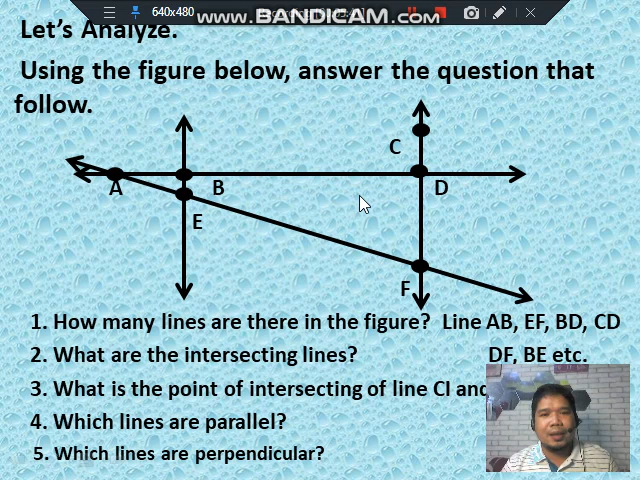 640x480
www.BANDICAM.com
Let's Analyze.
Using the figure below, answer the question that
follow.
C
A
B
D
E
F
1. How many lines are there in the figure? Line AB, EF, BD, CD
2. What are the intersecting lines? DF, BE etc.
3. What is the point of intersecting of line CI and
4. Which lines are parallel?
5. Which lines are perpendicular?